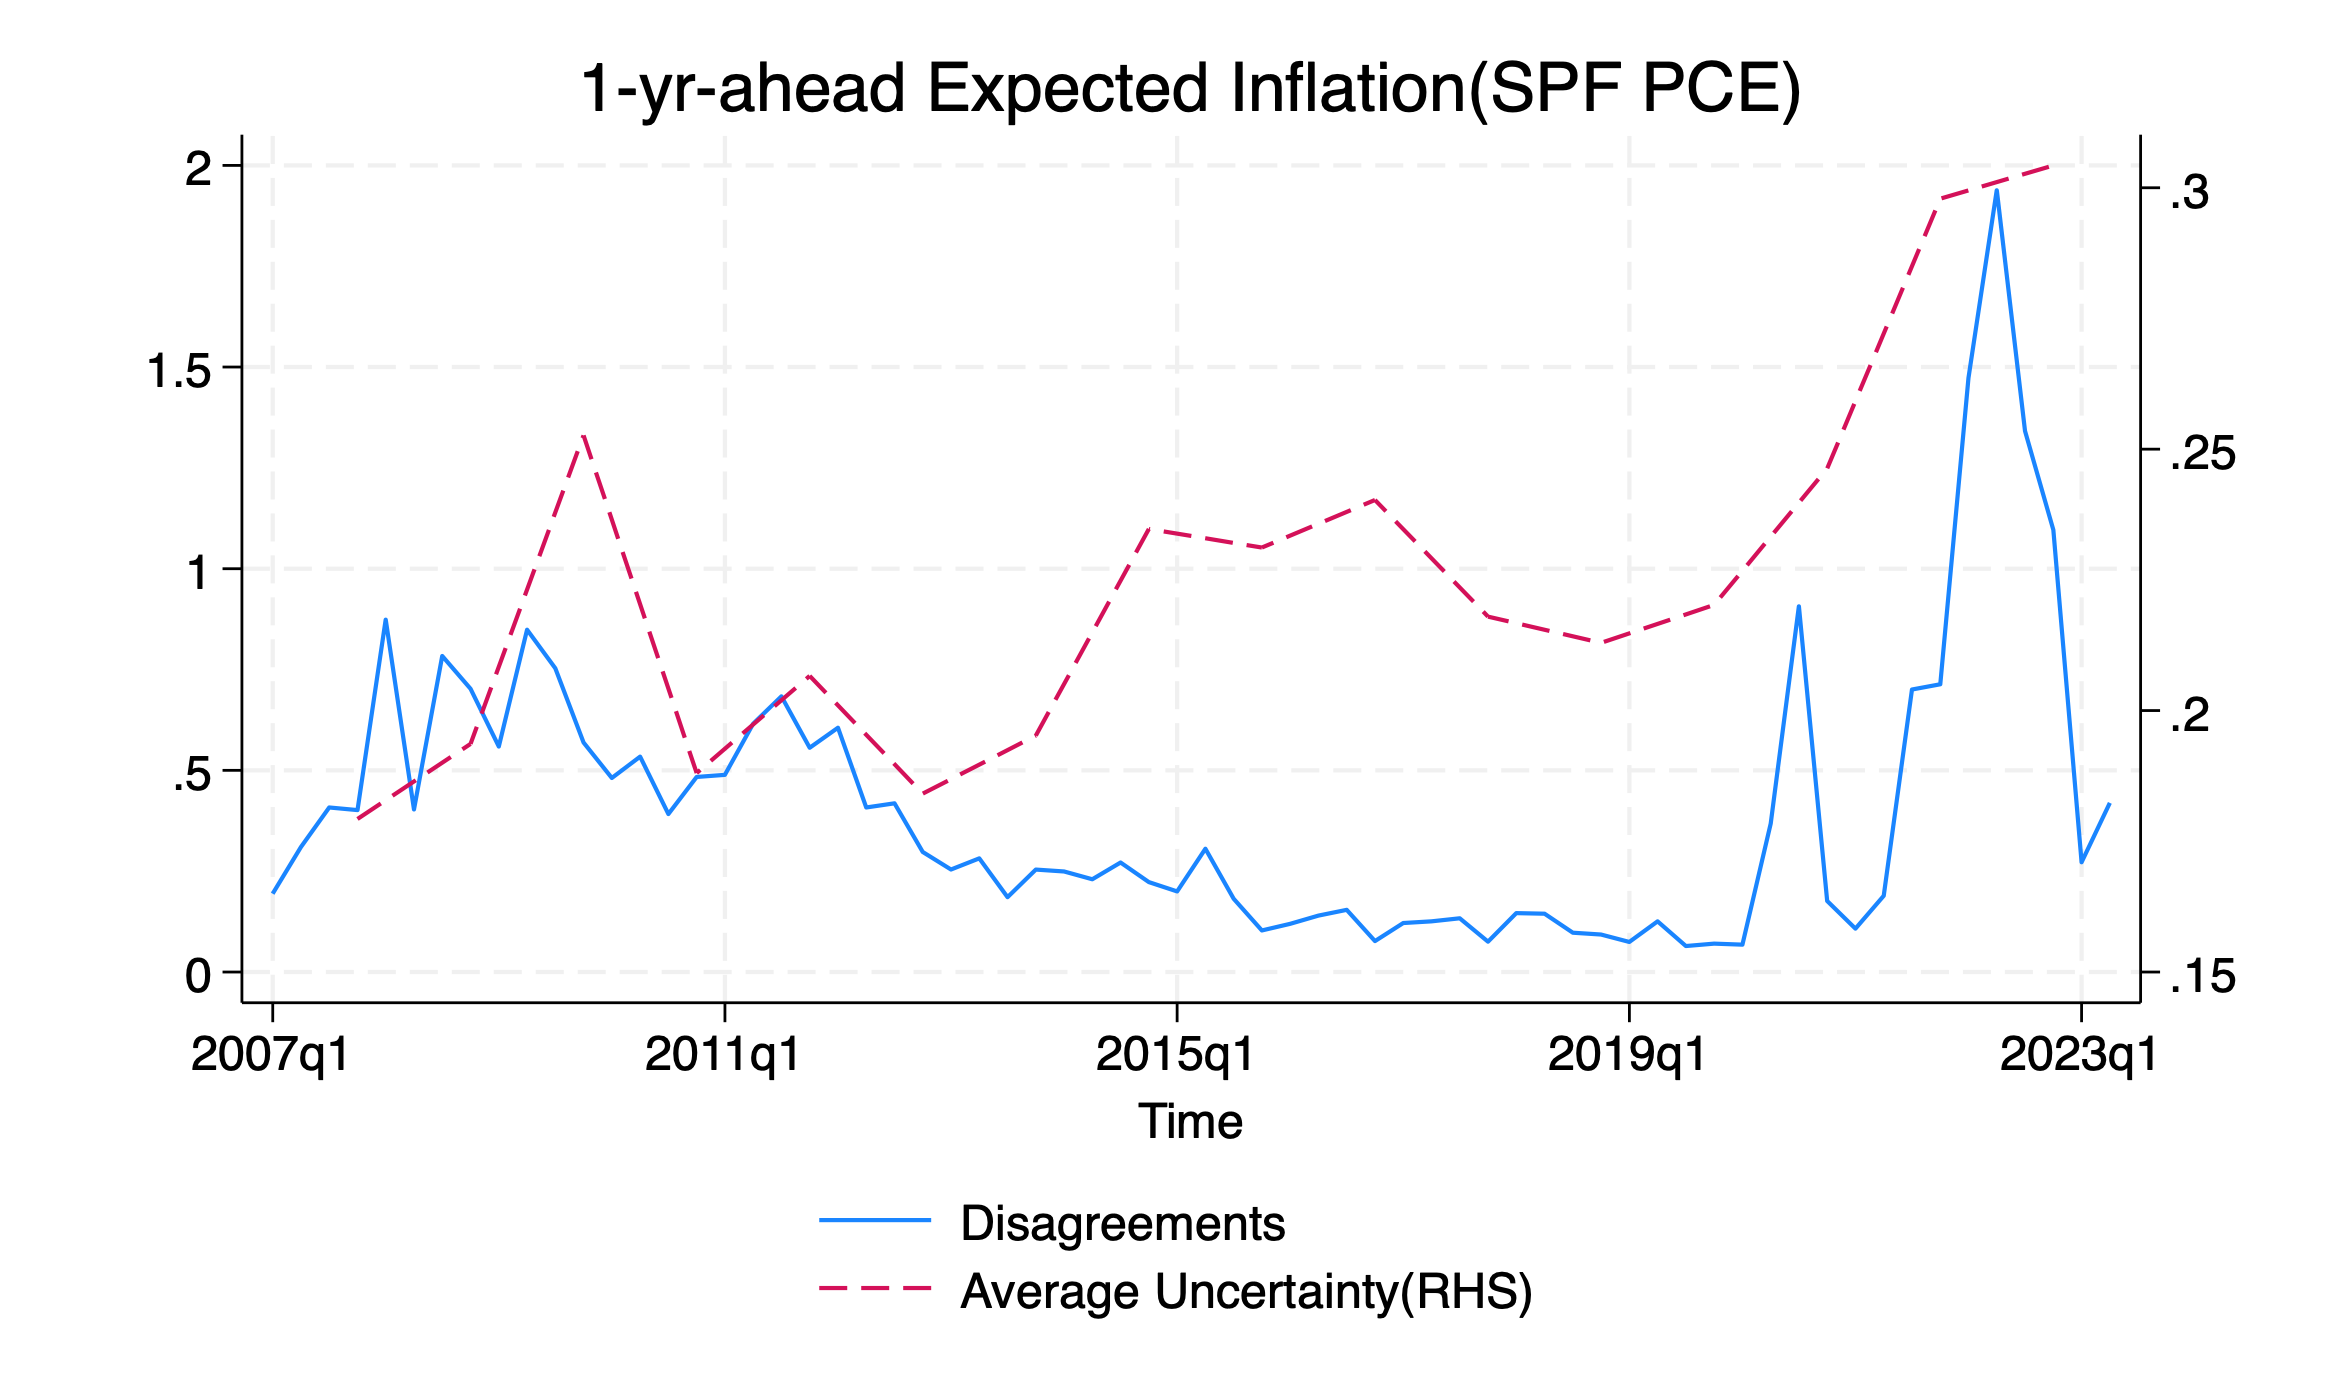 1-yr-ahead Expected Inflation(SPF PCE)
2
1.5
1
.5
0
.3
.25
.2
.15
2007q1
2011q1
2015q1
2019q1
2023q1
Time
Disagreements
Average Uncertainty(RHS)